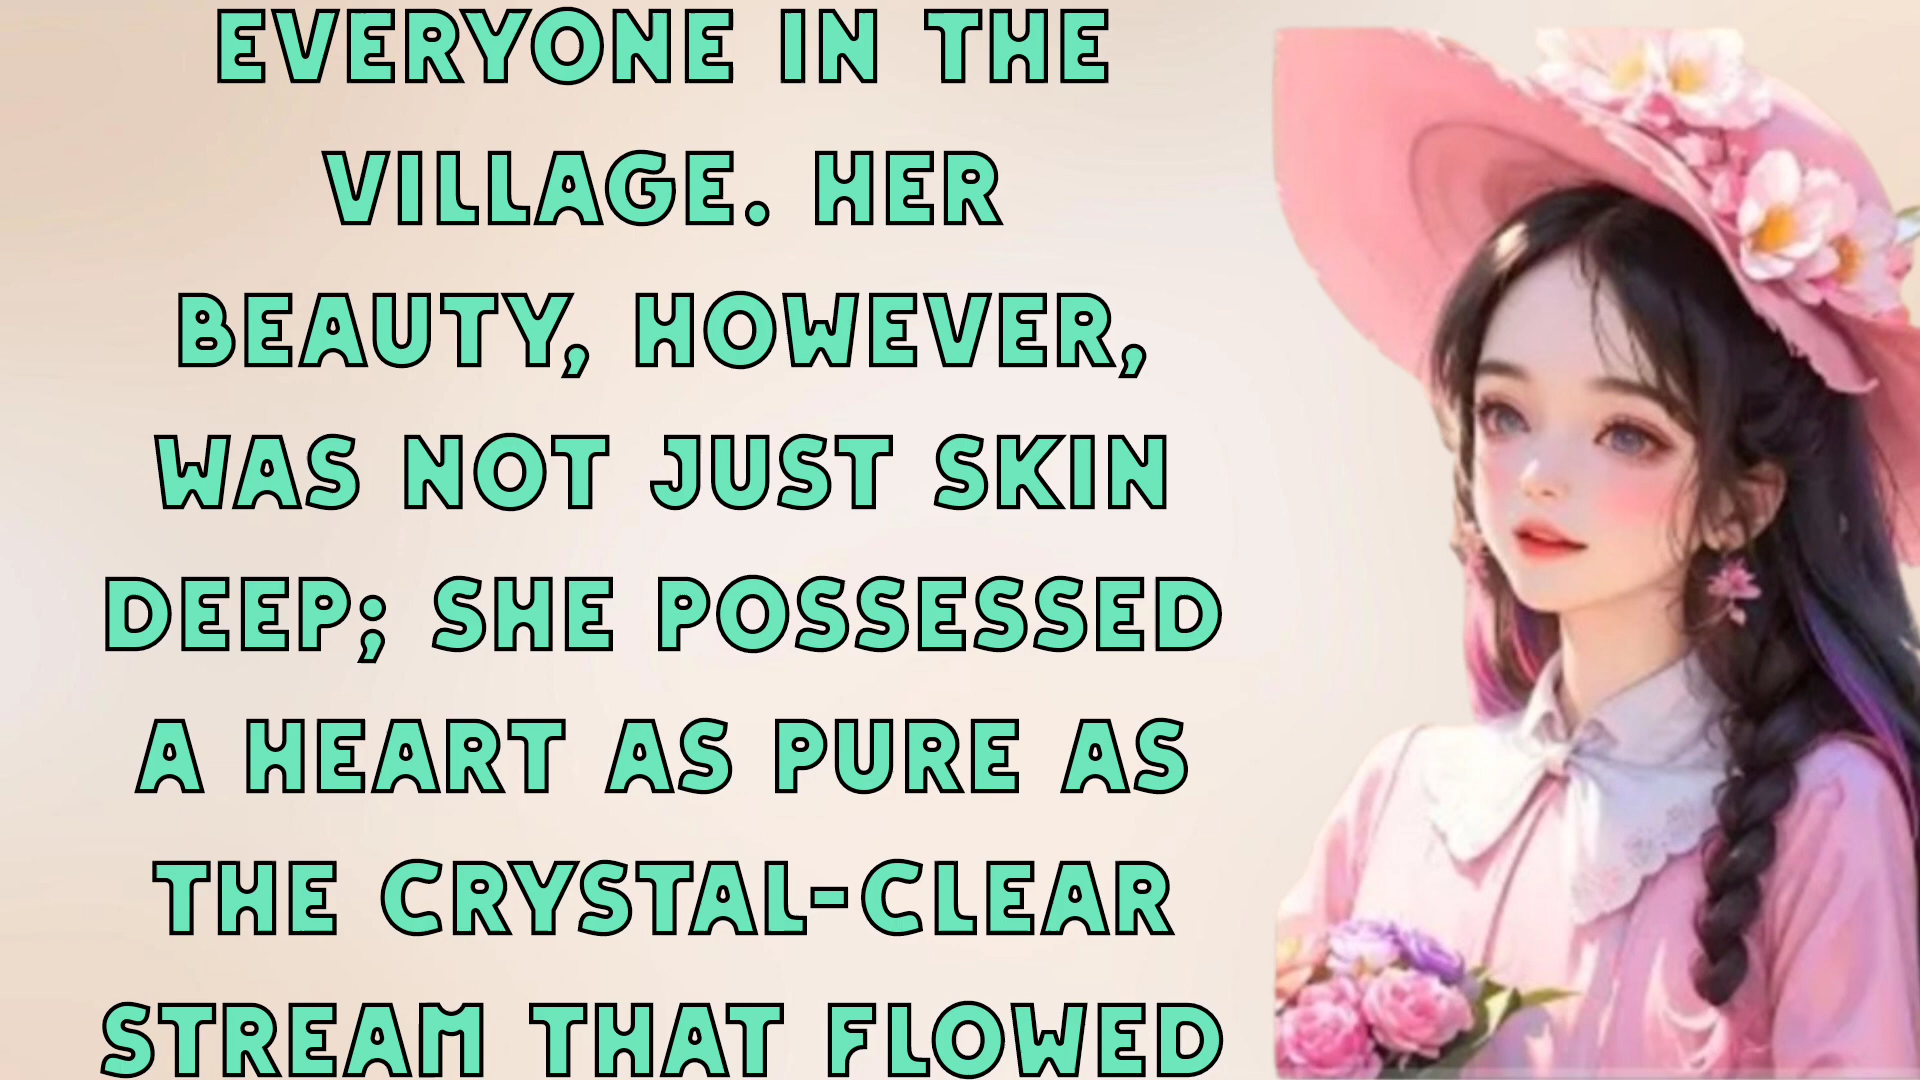 EVERYONE IN THE
VILLAGE. HER
BEAUTY, HOWEVER,
WAS NOT JUST SKIN
DEEP; SHE POSSESSED
A HEART AS PURE AS
THE CRYSTAL-CLEAR
STREAM THAT FLOWED